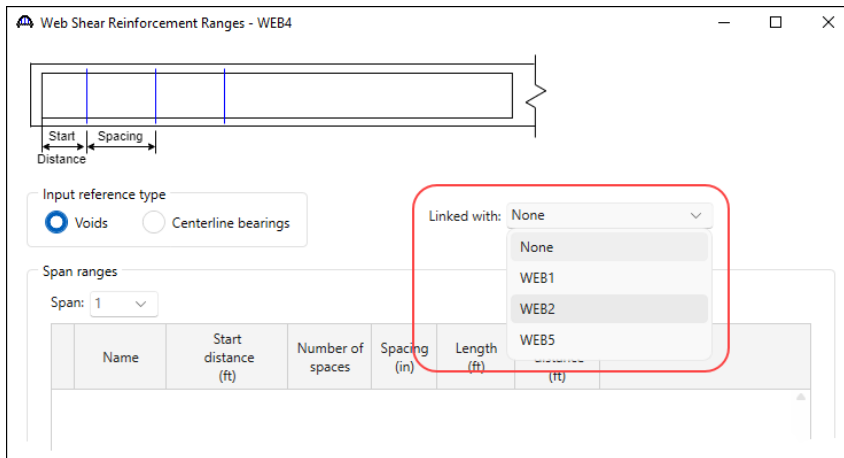 Web Shear Reinforcement Ranges - WEB4
Start
Spacing
Distance
Input reference type
Voids
Centerline bearings
Linked with: None
None
WEB1
WEB2
WEB5
Span ranges
Span: 1
Name
Start
distance
(ft)
Number of
spaces
Spacing
(in)
Length
(ft)
distance
(ft)